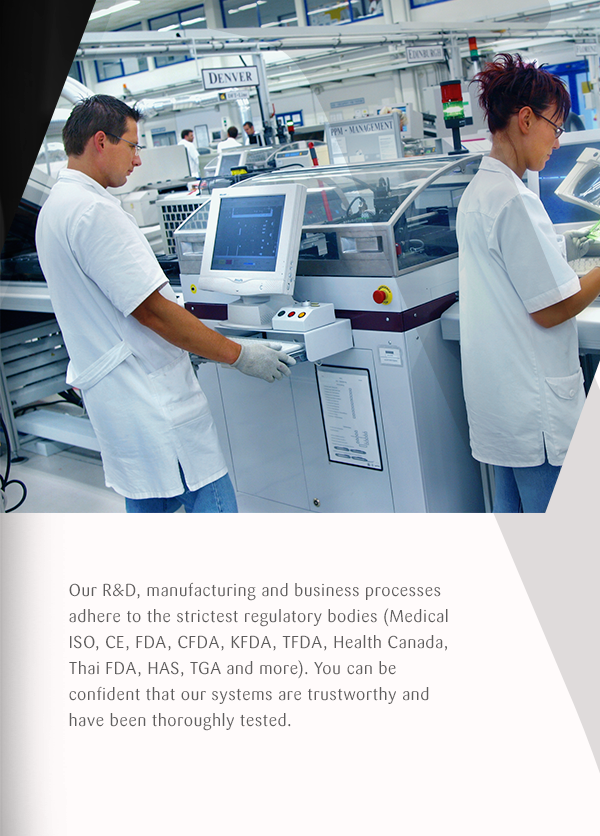 DENVER
EDINBURGH
PPM - MANAGEMENT
Our R&D, manufacturing and business processes
adhere to the strictest regulatory bodies (Medical
ISO, CE, FDA, CFDA, KFDA, TFDA, Health Canada,
Thai FDA, HAS, TGA and more). You can be
confident that our systems are trustworthy and
have been thoroughly tested.